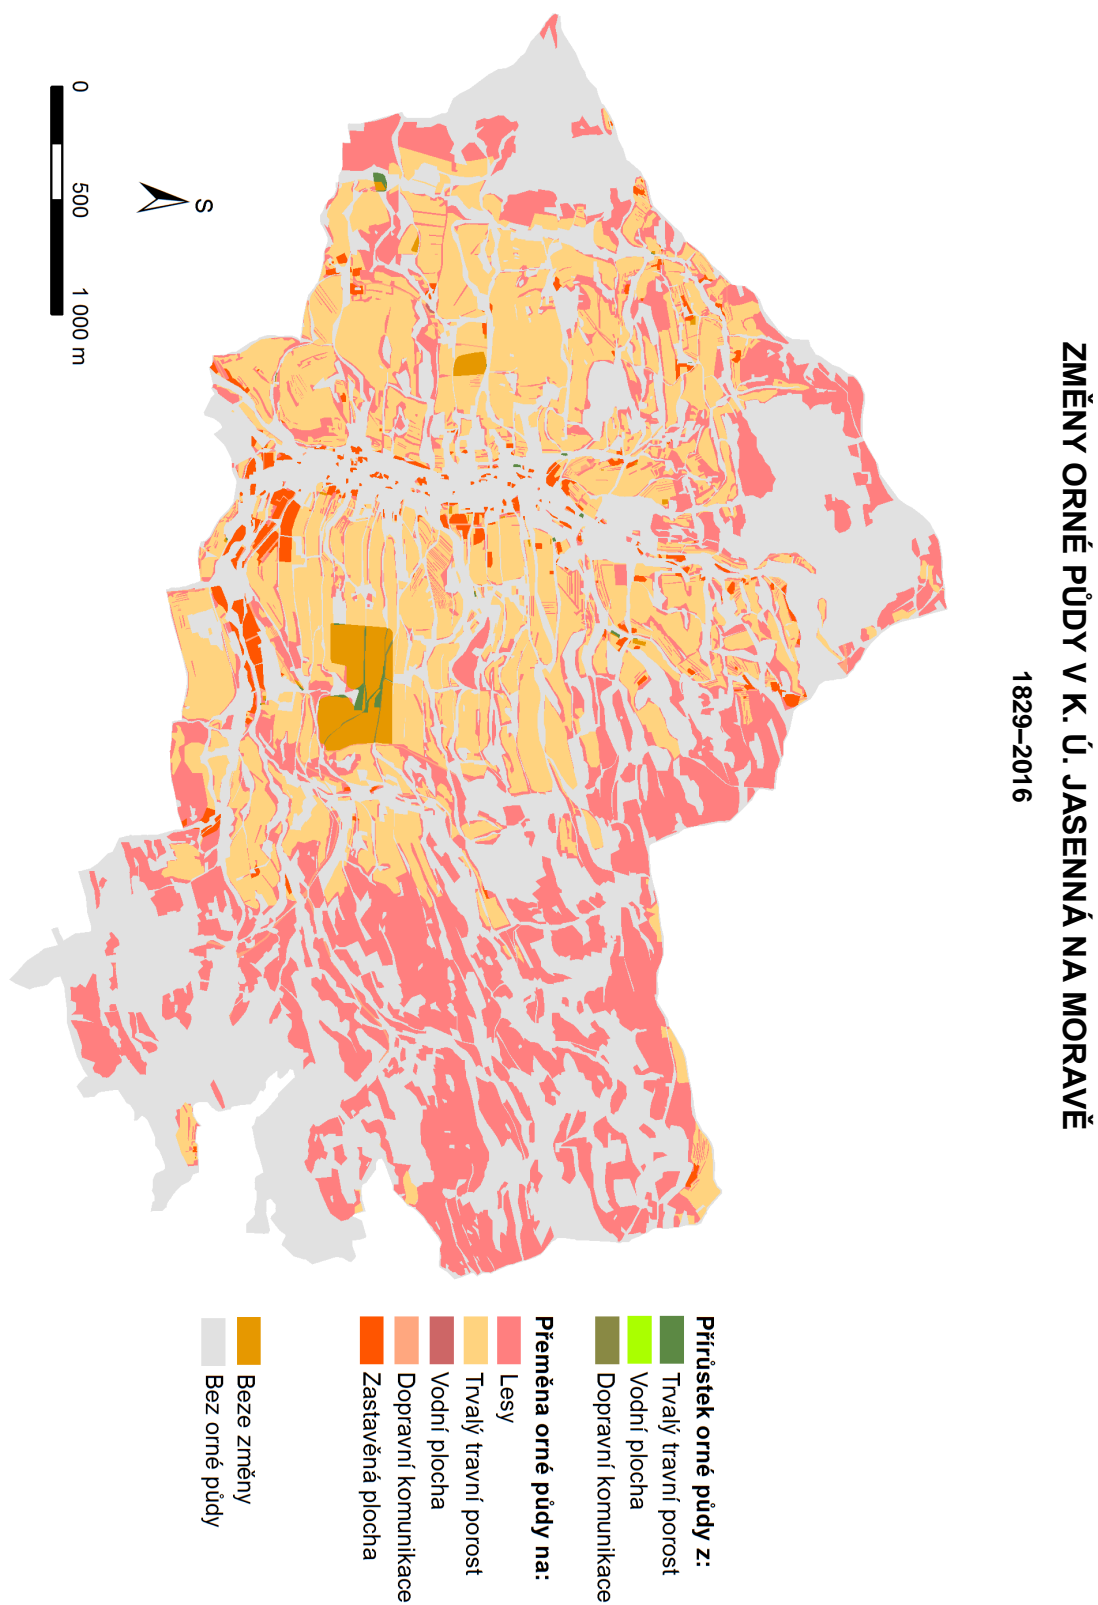 ZMĚNY ORNÉ PŮDY V K. Ú. JASENNÁ NA MORAVĚ
1829–2016
S
0
500
1 000 m
Přírůstek orné půdy z:
Trvalý travní porost
Vodní plocha
Dopravní komunikace
Přeměna orné půdy na:
Lesy
Trvalý travní porost
Vodní plocha
Dopravní komunikace
Zastavěná plocha
Beze změny
Bez orné půdy